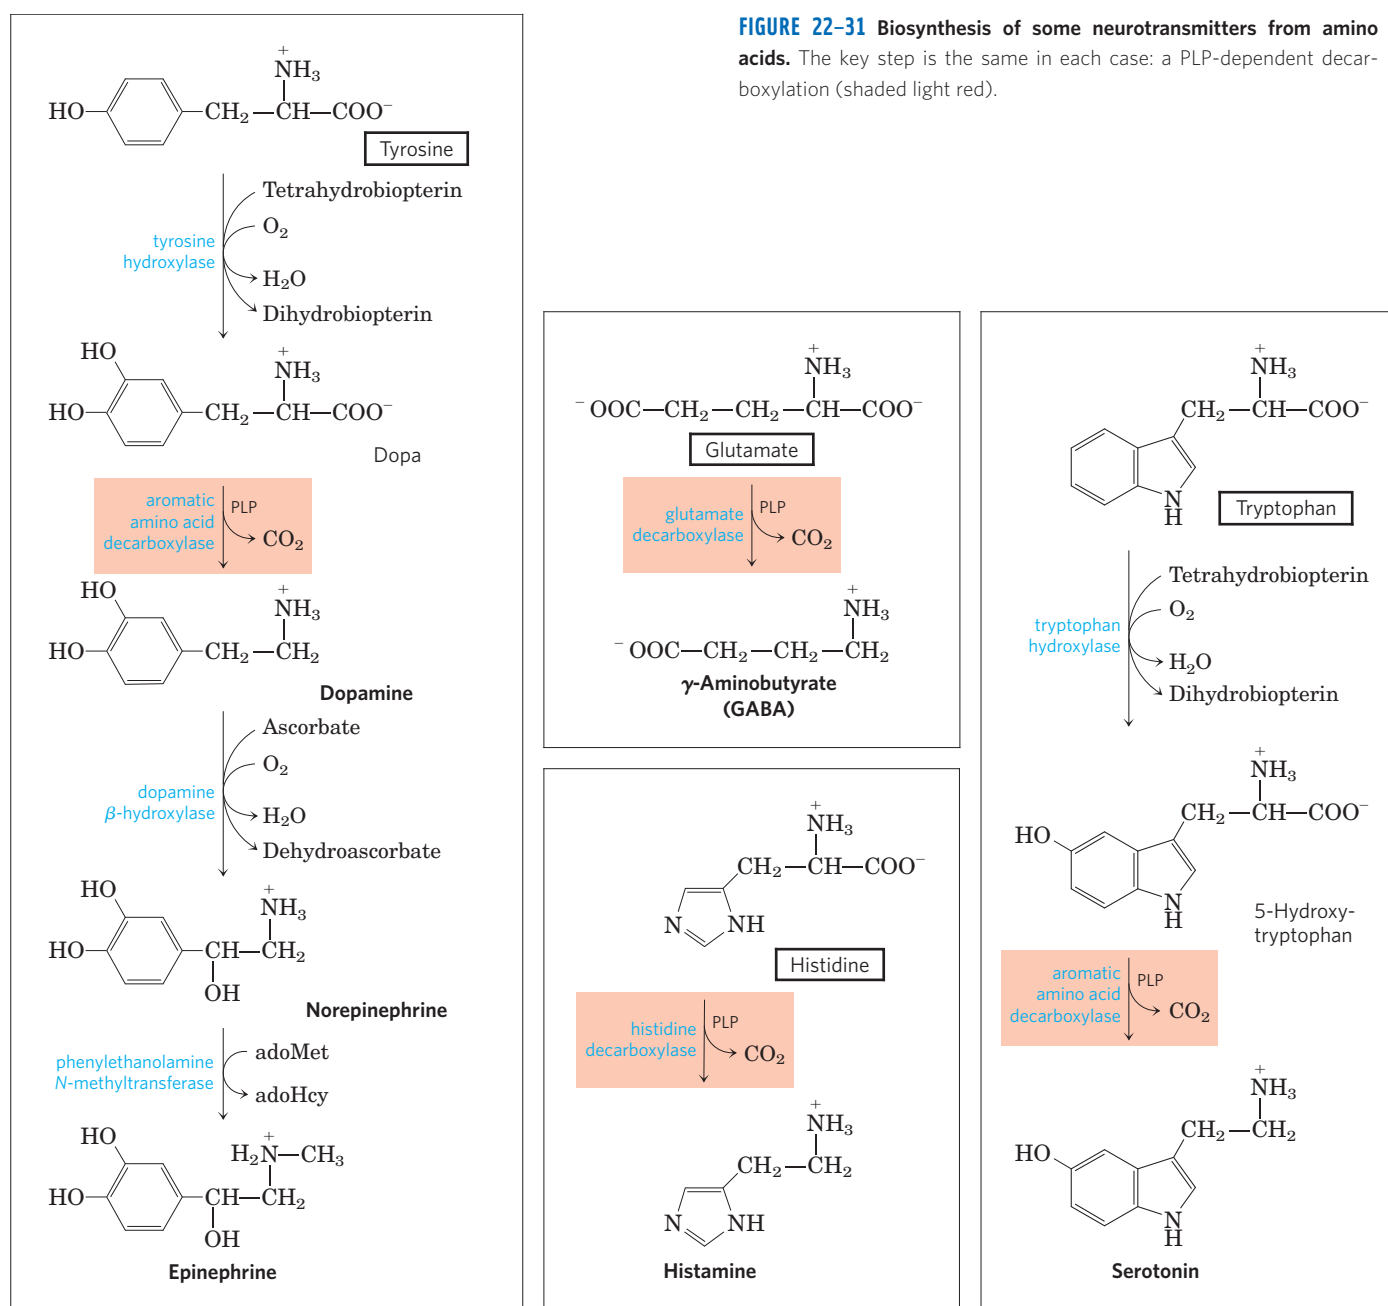 FIGURE 22–31 Biosynthesis of some neurotransmitters from amino
acids. The key step is the same in each case: a PLP-dependent decar-
boxylation (shaded light red).
+
NH₃
HO CH₂—CH—COO⁻
Tyrosine
Tetrahydrobiopterin
O₂
tyrosine
hydroxylase
H₂O
Dihydrobiopterin
HO
+
NH₃
HO CH₂—CH—COO⁻
Dopa
aromatic
amino acid
decarboxylase
PLP
CO₂
HO
+
NH₃
HO CH₂—CH₂
Dopamine
Ascorbate
O₂
dopamine
β-hydroxylase
H₂O
Dehydroascorbate
HO
+
NH₃
HO CH—CH₂
OH
Norepinephrine
phenylethanolamine
N-methyltransferase
adoMet
adoHcy
HO
+
H₂N—CH₃
HO CH—CH₂
OH
Epinephrine
+
NH₃
⁻OOC—CH₂—CH₂—CH—COO⁻
Glutamate
glutamate
decarboxylase
PLP
CO₂
+
NH₃
⁻OOC—CH₂—CH₂—CH₂
γ-Aminobutyrate
(GABA)
+
NH₃
CH₂—CH—COO⁻
N NH
Histidine
histidine
decarboxylase
PLP
CO₂
+
NH₃
CH₂—CH₂
N NH
Histamine
+
NH₃
CH₂—CH—COO⁻
N
H
Tryptophan
Tetrahydrobiopterin
O₂
tryptophan
hydroxylase
H₂O
Dihydrobiopterin
+
NH₃
CH₂—CH—COO⁻
HO
N
H
5-Hydroxy-
tryptophan
aromatic
amino acid
decarboxylase
PLP
CO₂
+
NH₃
CH₂—CH₂
HO
N
H
Serotonin